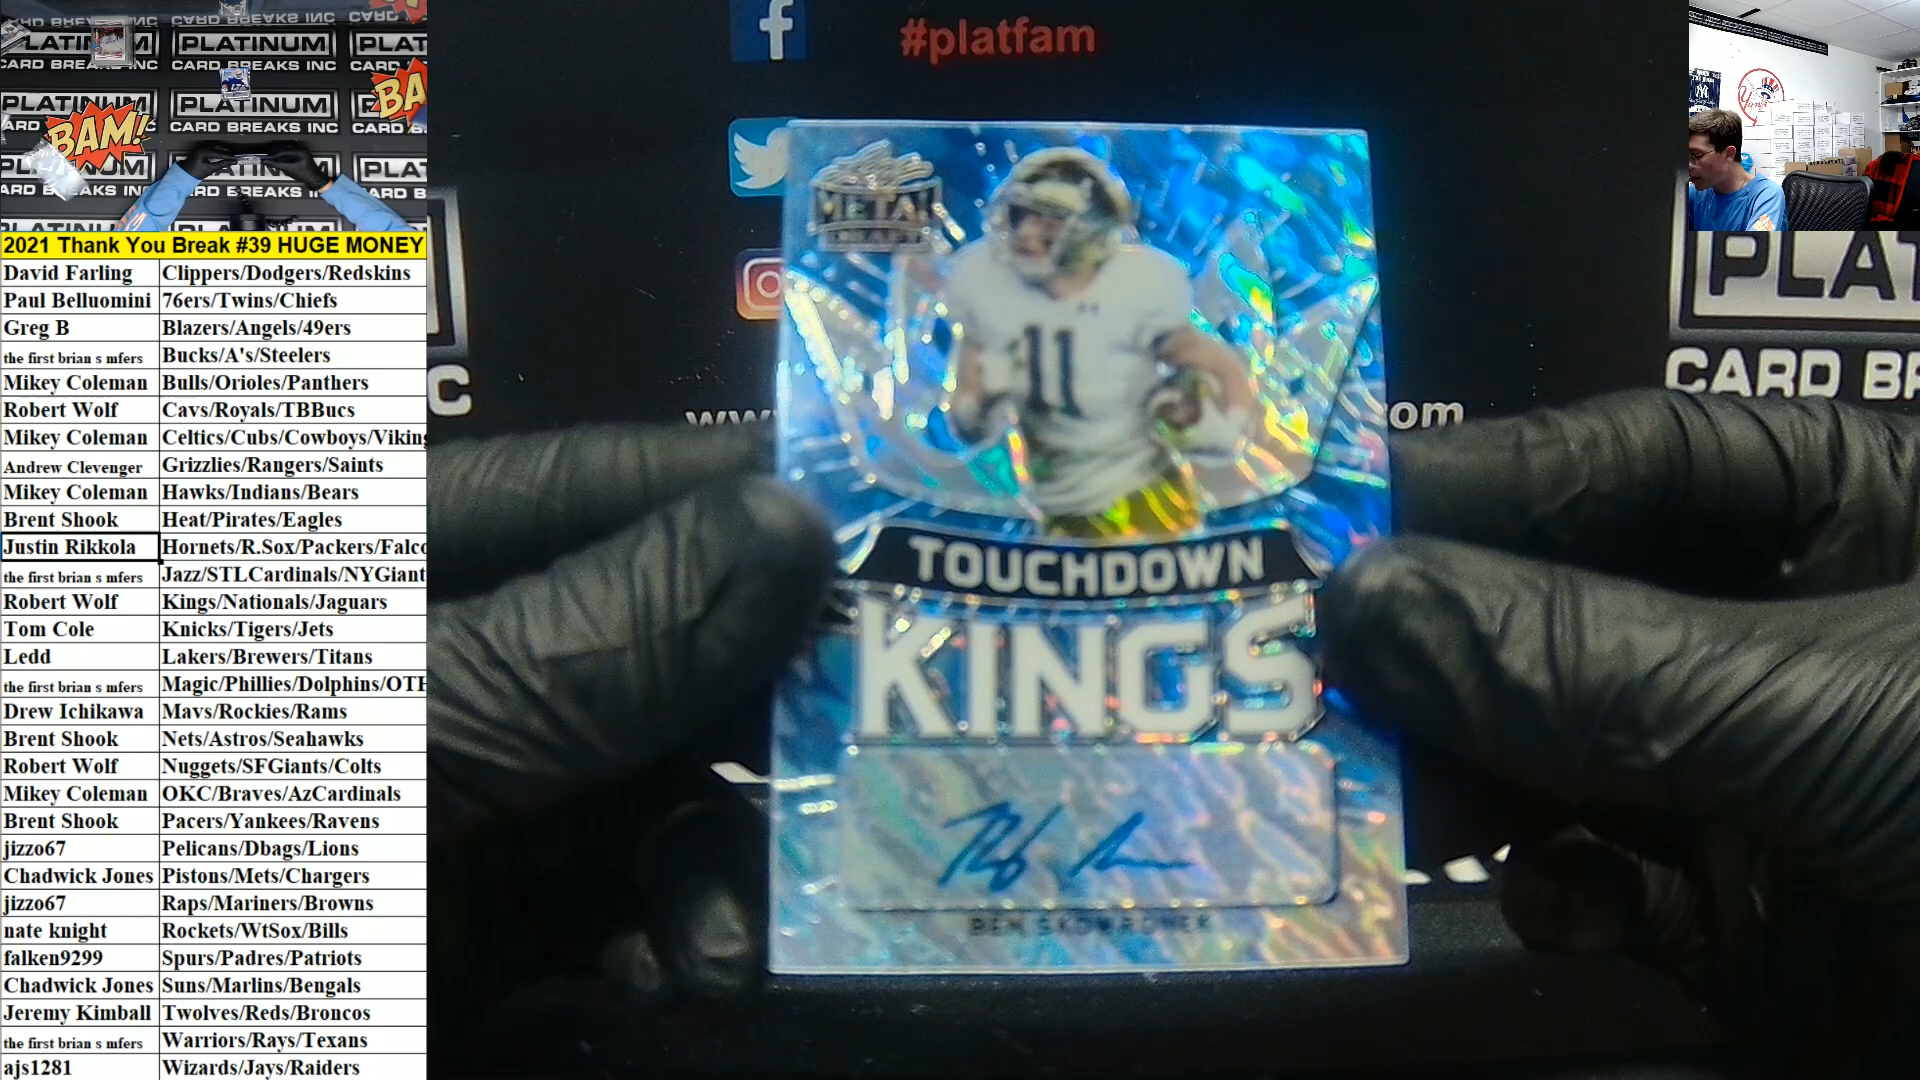 PLATINUM
CARD BREAKS INC
BAM!
f #platfam
2021 Thank You Break #39 HUGE MONEY
David Farling Clippers/Dodgers/Redskins
Paul Belluomini 76ers/Twins/Chiefs
Greg B Blazers/Angels/49ers
the first brian s mfers Bucks/A's/Steelers
Mikey Coleman Bulls/Orioles/Panthers
Robert Wolf Cavs/Royals/TBBucs
Mikey Coleman Celtics/Cubs/Cowboys/Viking
Andrew Clevenger Grizzlies/Rangers/Saints
Mikey Coleman Hawks/Indians/Bears
Brent Shook Heat/Pirates/Eagles
Justin Rikkola Hornets/R.Sox/Packers/Falco
the first brian s mfers Jazz/STLCardinals/NYGiant
Robert Wolf Kings/Nationals/Jaguars
Tom Cole Knicks/Tigers/Jets
Ledd Lakers/Brewers/Titans
the first brian s mfers Magic/Phillies/Dolphins/OTH
Drew Ichikawa Mavs/Rockies/Rams
Brent Shook Nets/Astros/Seahawks
Robert Wolf Nuggets/SFGiants/Colts
Mikey Coleman OKC/Braves/AzCardinals
Brent Shook Pacers/Yankees/Ravens
jizzo67 Pelicans/Dbags/Lions
Chadwick Jones Pistons/Mets/Chargers
jizzo67 Raps/Mariners/Browns
nate knight Rockets/WtSox/Bills
falken9299 Spurs/Padres/Patriots
Chadwick Jones Suns/Marlins/Bengals
Jeremy Kimball Twolves/Reds/Broncos
the first brian s mfers Warriors/Rays/Texans
ajs1281 Wizards/Jays/Raiders
METAL
DRAFT
11
TOUCHDOWN
KINGS
BEN SKOWRONEK
www
om
PLAT
CARD BR
C